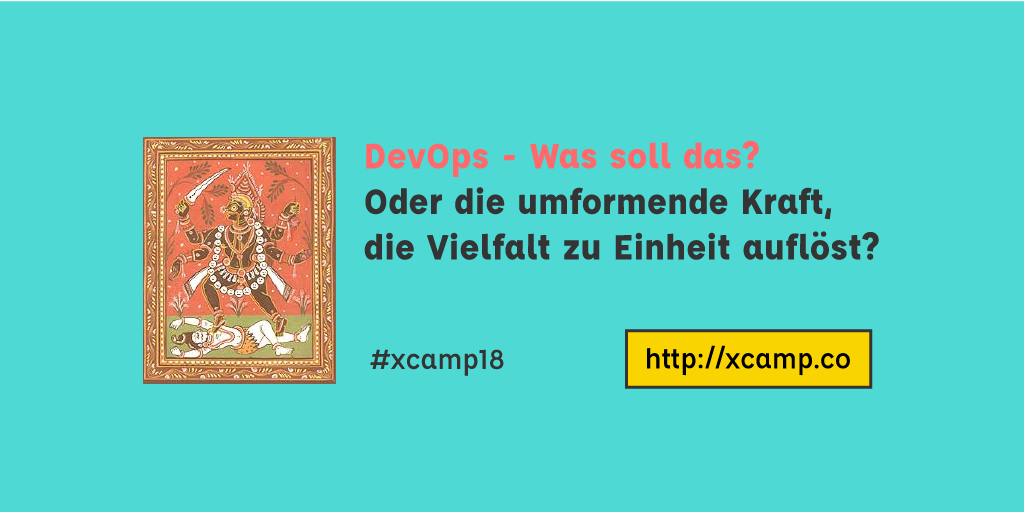 DevOps - Was soll das?
Oder die umformende Kraft,
die Vielfalt zu Einheit auflöst?
#xcamp18
http://xcamp.co